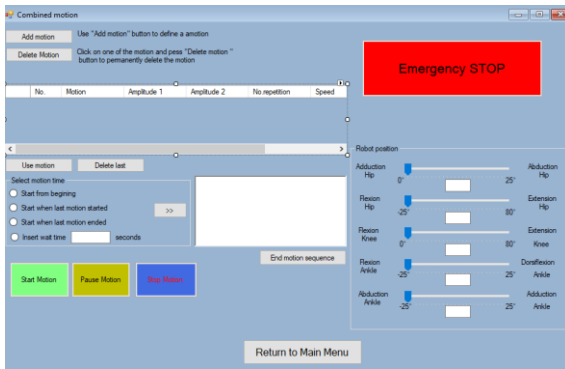 Combined motion
Add motion
Use "Add motion" button to define a amotion
Delete Motion
Click on one of the motion and pess "Delete motion "
button to permanently delete the motion
Emergency STOP
No. Motion Amplitude 1 Amplitude 2 No.repetition Speed
Use motion Delete last
Select motion time
Start from begining
Start when last motion started
>>
Start when last motion ended
Insert wait time seconds
End motion sequence
Start Motion Pause Motion Stop Motion
Robot position
Adduction Abduction
Hip Hip
0° 25°
Flexion Extension
Hip Hip
-25° 80°
Flexion Extension
Knee Knee
0° 80°
Flexion Dorsiflexion
Ankle Ankle
-25° 25°
Abduction Adduction
Ankle Ankle
-25° 25°
Return to Main Menu